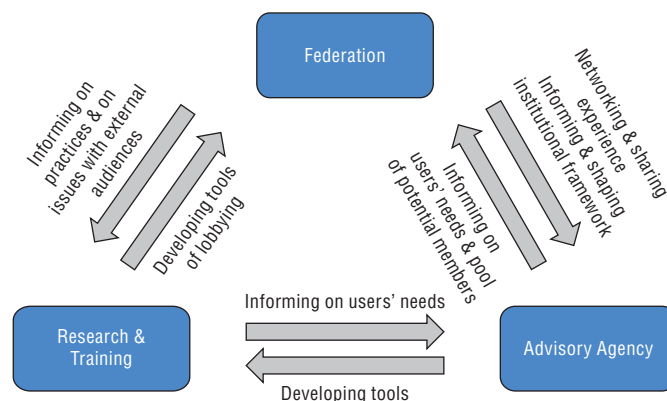 Federation
Informing on
practices & on
issues with external
audiences
Developing tools
of lobbying
Networking & sharing
experience
Informing & shaping
institutional framework
Informing on
users’ needs & pool
of potential members
Informing on users’ needs
Research &
Training
Advisory Agency
Developing tools